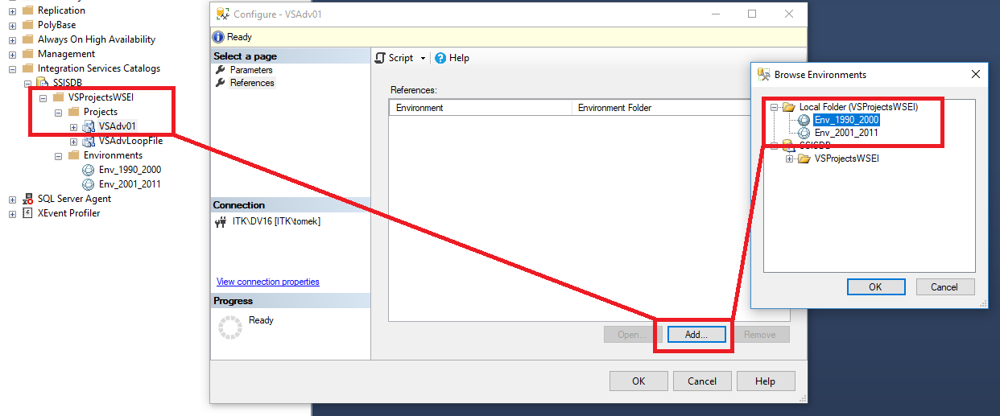 Replication
PolyBase
Always On High Availability
Management
Integration Services Catalogs
SSISDB
VSProjectsWSEI
Projects
VSAdv01
VSAdvLoopFile
Environments
Env_1990_2000
Env_2001_2011
SQL Server Agent
XEvent Profiler
Configure - VSAdv01
Ready
Select a page
Parameters
References
Connection
ITK\DV16 [ITK\tomek]
View connection properties
Progress
Ready
Script
Help
References:
Environment
Environment Folder
Open...
Add...
Remove
OK
Cancel
Help
Browse Environments
Local Folder (VSProjectsWSEI)
Env_1990_2000
Env_2001_2011
SSISDB
VSProjectsWSEI
OK
Cancel